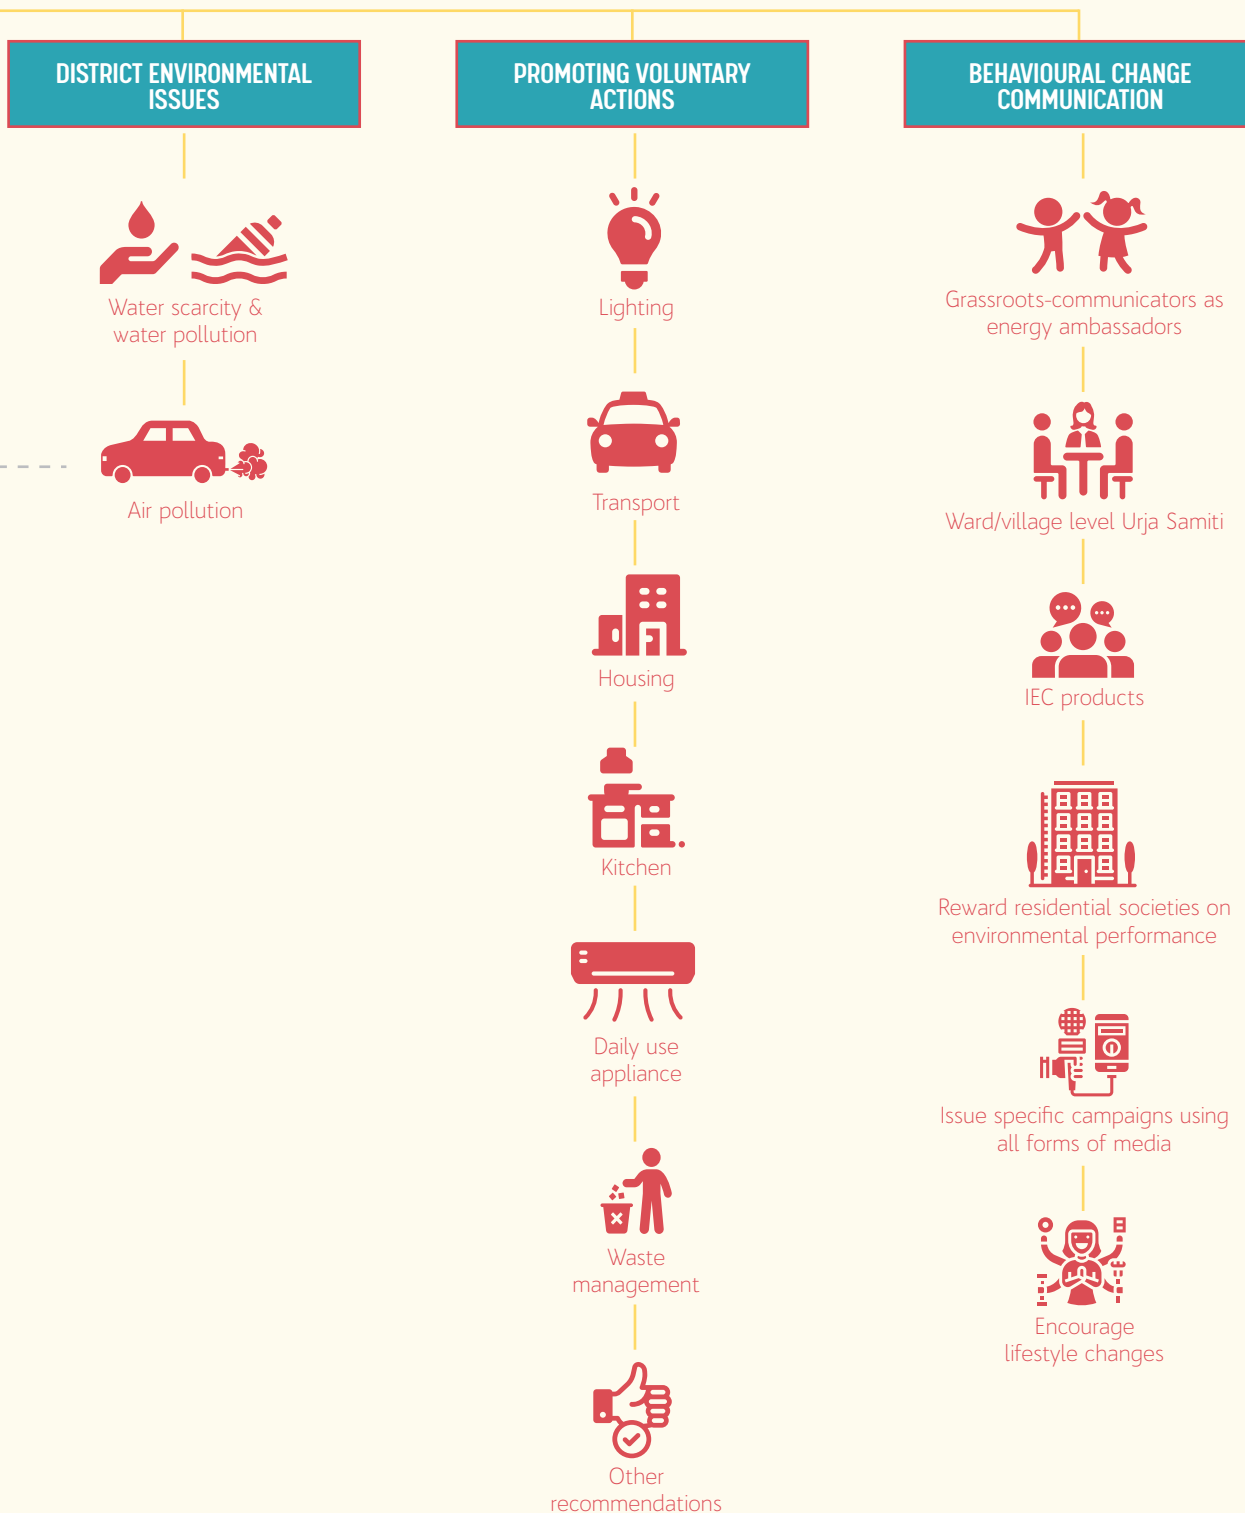 DISTRICT ENVIRONMENTAL
ISSUES
Water scarcity &
water pollution
Air pollution
PROMOTING VOLUNTARY
ACTIONS
Lighting
Transport
Housing
Kitchen
Daily use
appliance
Waste
management
Other
recommendations
BEHAVIOURAL CHANGE
COMMUNICATION
Grassroots-communicators as
energy ambassadors
Ward/village level Urja Samiti
IEC products
Reward residential societies on
environmental performance
Issue specific campaigns using
all forms of media
Encourage
lifestyle changes